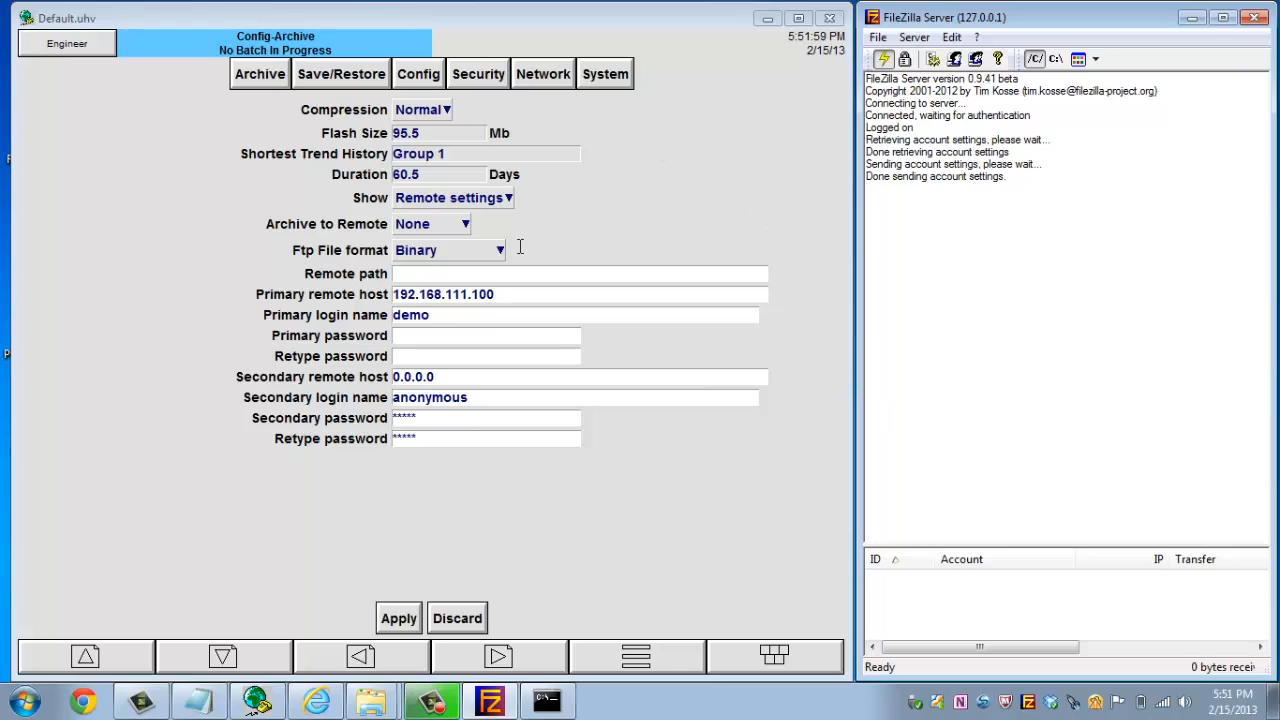 Default.uhv
Engineer
Config-Archive
No Batch In Progress
5:51:59 PM
2/15/13
Archive Save/Restore Config Security Network System
Compression Normal
Flash Size 95.5 Mb
Shortest Trend History Group 1
Duration 60.5 Days
Show Remote settings
Archive to Remote None
Ftp File format Binary
Remote path
Primary remote host 192.168.111.100
Primary login name demo
Primary password
Retype password
Secondary remote host 0.0.0.0
Secondary login name anonymous
Secondary password *****
Retype password *****
Apply Discard
FileZilla Server (127.0.0.1)
File Server Edit ?
/C/ C:\
FileZilla Server version 0.9.41 beta
Copyright 2001-2012 by Tim Kosse (tim.kosse@filezilla-project.org)
Connecting to server...
Connected, waiting for authentication
Logged on
Retrieving account settings, please wait...
Done retrieving account settings
Sending account settings, please wait...
Done sending account settings.
ID Account IP Transfer
Ready 0 bytes recei
5:51 PM
2/15/2013